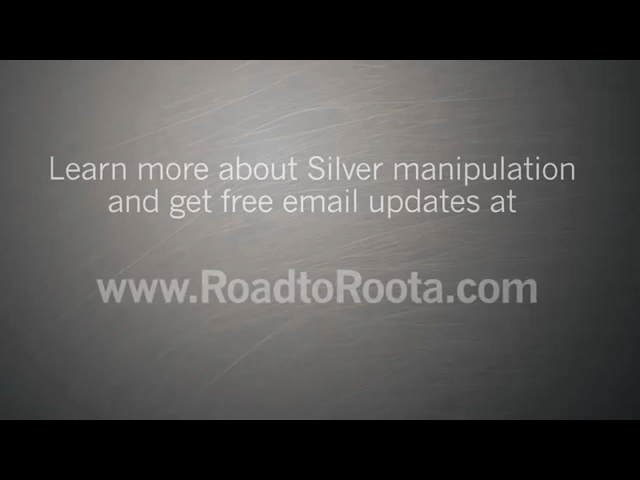 Learn more about Silver manipulation
and get free email updates at
www.RoadtoRoota.com